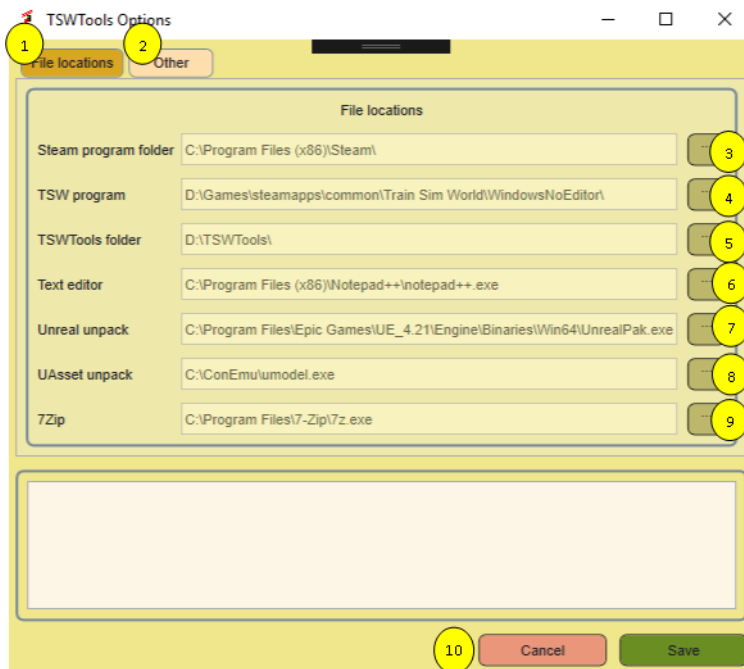 TSWTools Options
1
2
File locations
Other
File locations
Steam program folder C:\Program Files (x86)\Steam\ ... 3
TSW program D:\Games\steamapps\common\Train Sim World\WindowsNoEditor\ ... 4
TSWTools folder D:\TSWTools\ ... 5
Text editor C:\Program Files (x86)\Notepad++\notepad++.exe ... 6
Unreal unpack C:\Program Files\Epic Games\UE_4.21\Engine\Binaries\Win64\UnrealPak.exe ... 7
UAsset unpack C:\ConEmu\umodel.exe ... 8
7Zip C:\Program Files\7-Zip\7z.exe ... 9
10 Cancel Save